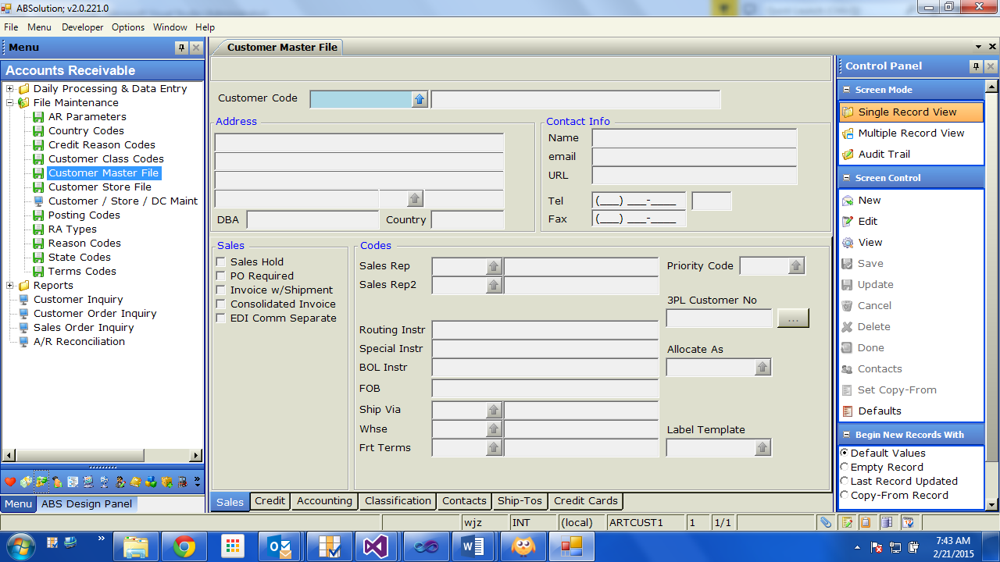 ABSolution; v2.0.221.0
File Menu Developer Options Window Help
Menu
Accounts Receivable
Daily Processing & Data Entry
File Maintenance
AR Parameters
Country Codes
Credit Reason Codes
Customer Class Codes
Customer Master File
Customer Store File
Customer / Store / DC Maint
Posting Codes
RA Types
Reason Codes
State Codes
Terms Codes
Reports
Customer Inquiry
Customer Order Inquiry
Sales Order Inquiry
A/R Reconciliation
Menu ABS Design Panel
Customer Master File
Customer Code
Address
DBA Country
Contact Info
Name
email
URL
Tel (___) ___-____
Fax (___) ___-____
Sales
Sales Hold
PO Required
Invoice w/Shipment
Consolidated Invoice
EDI Comm Separate
Codes
Sales Rep
Sales Rep2
Routing Instr
Special Instr
BOL Instr
FOB
Ship Via
Whse
Frt Terms
Priority Code
3PL Customer No
...
Allocate As
Label Template
Sales Credit Accounting Classification Contacts Ship-Tos Credit Cards
Control Panel
Screen Mode
Single Record View
Multiple Record View
Audit Trail
Screen Control
New
Edit
View
Save
Update
Cancel
Delete
Done
Contacts
Set Copy-From
Defaults
Begin New Records With
Default Values
Empty Record
Last Record Updated
Copy-From Record
wjz INT (local) ARTCUST1 1 1/1
7:43 AM
2/21/2015